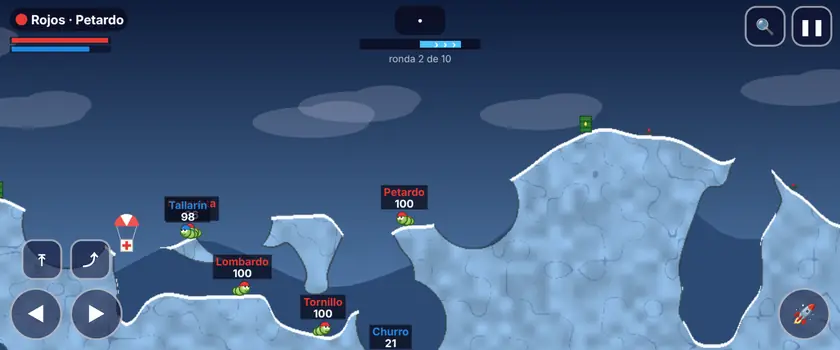 Rojos · Petardo
ronda 2 de 10
Tallarín a
98
Petardo
100
Lombardo
100
Tornillo
100
Churro
21